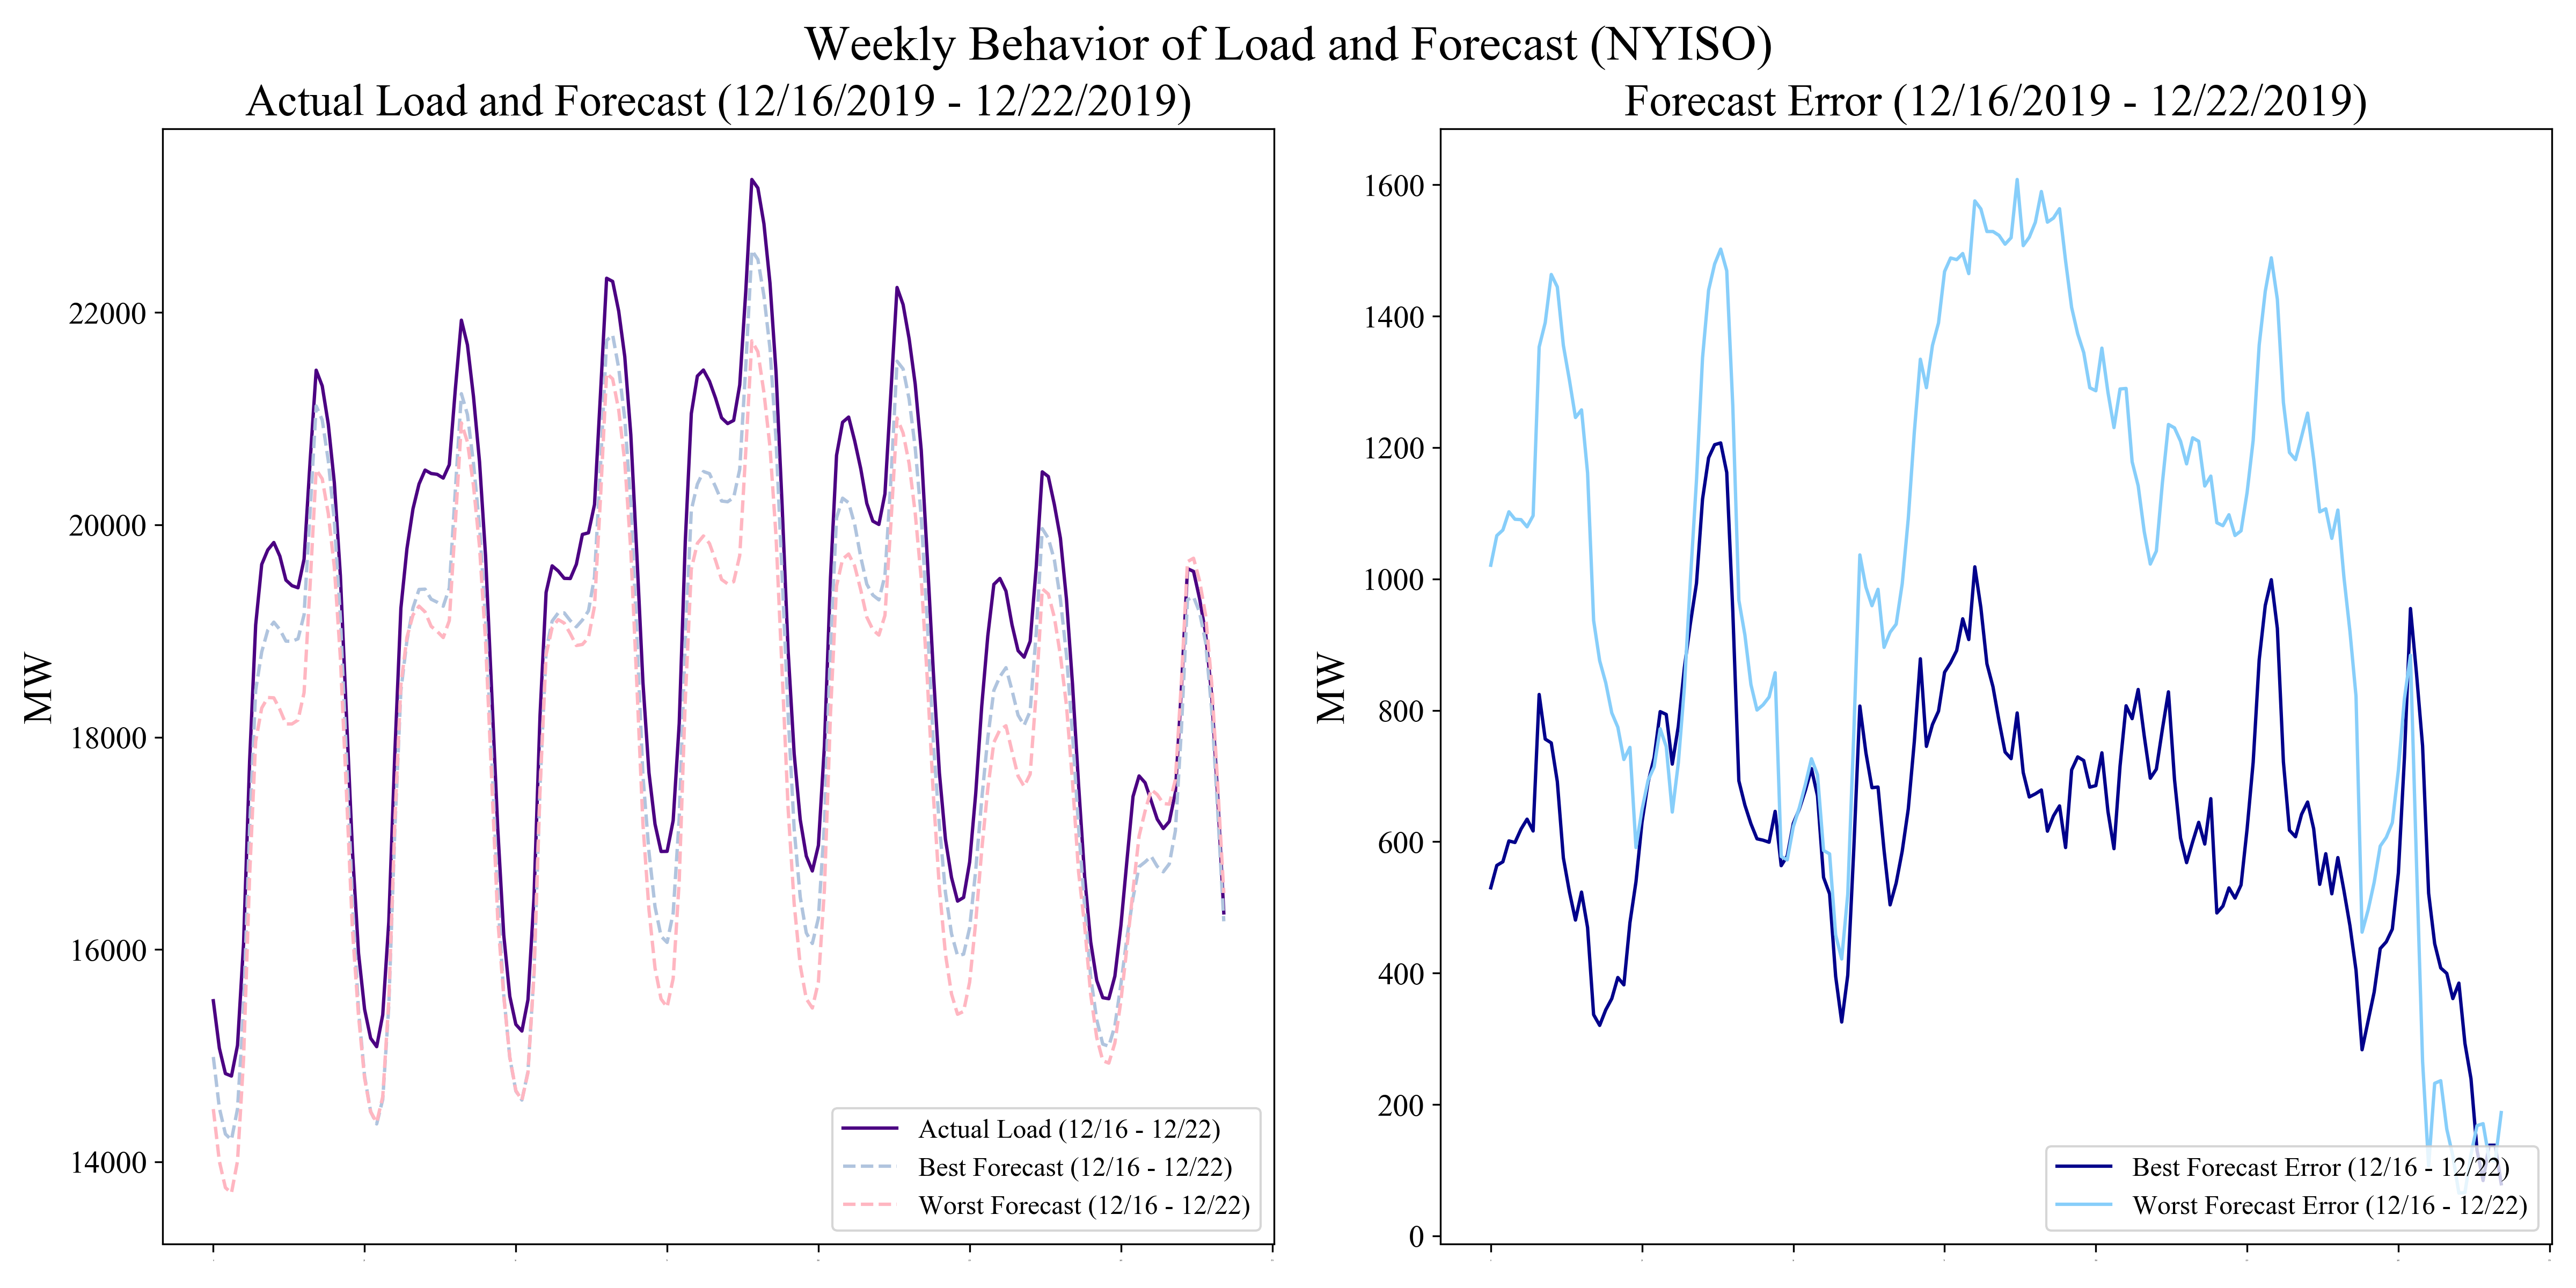 Weekly Behavior of Load and Forecast (NYISO)
Actual Load and Forecast (12/16/2019 - 12/22/2019)
MW
22000
20000
18000
16000
14000
Actual Load (12/16 - 12/22)
Best Forecast (12/16 - 12/22)
Worst Forecast (12/16 - 12/22)
Forecast Error (12/16/2019 - 12/22/2019)
MW
1600
1400
1200
1000
800
600
400
200
0
Best Forecast Error (12/16 - 12/22)
Worst Forecast Error (12/16 - 12/22)